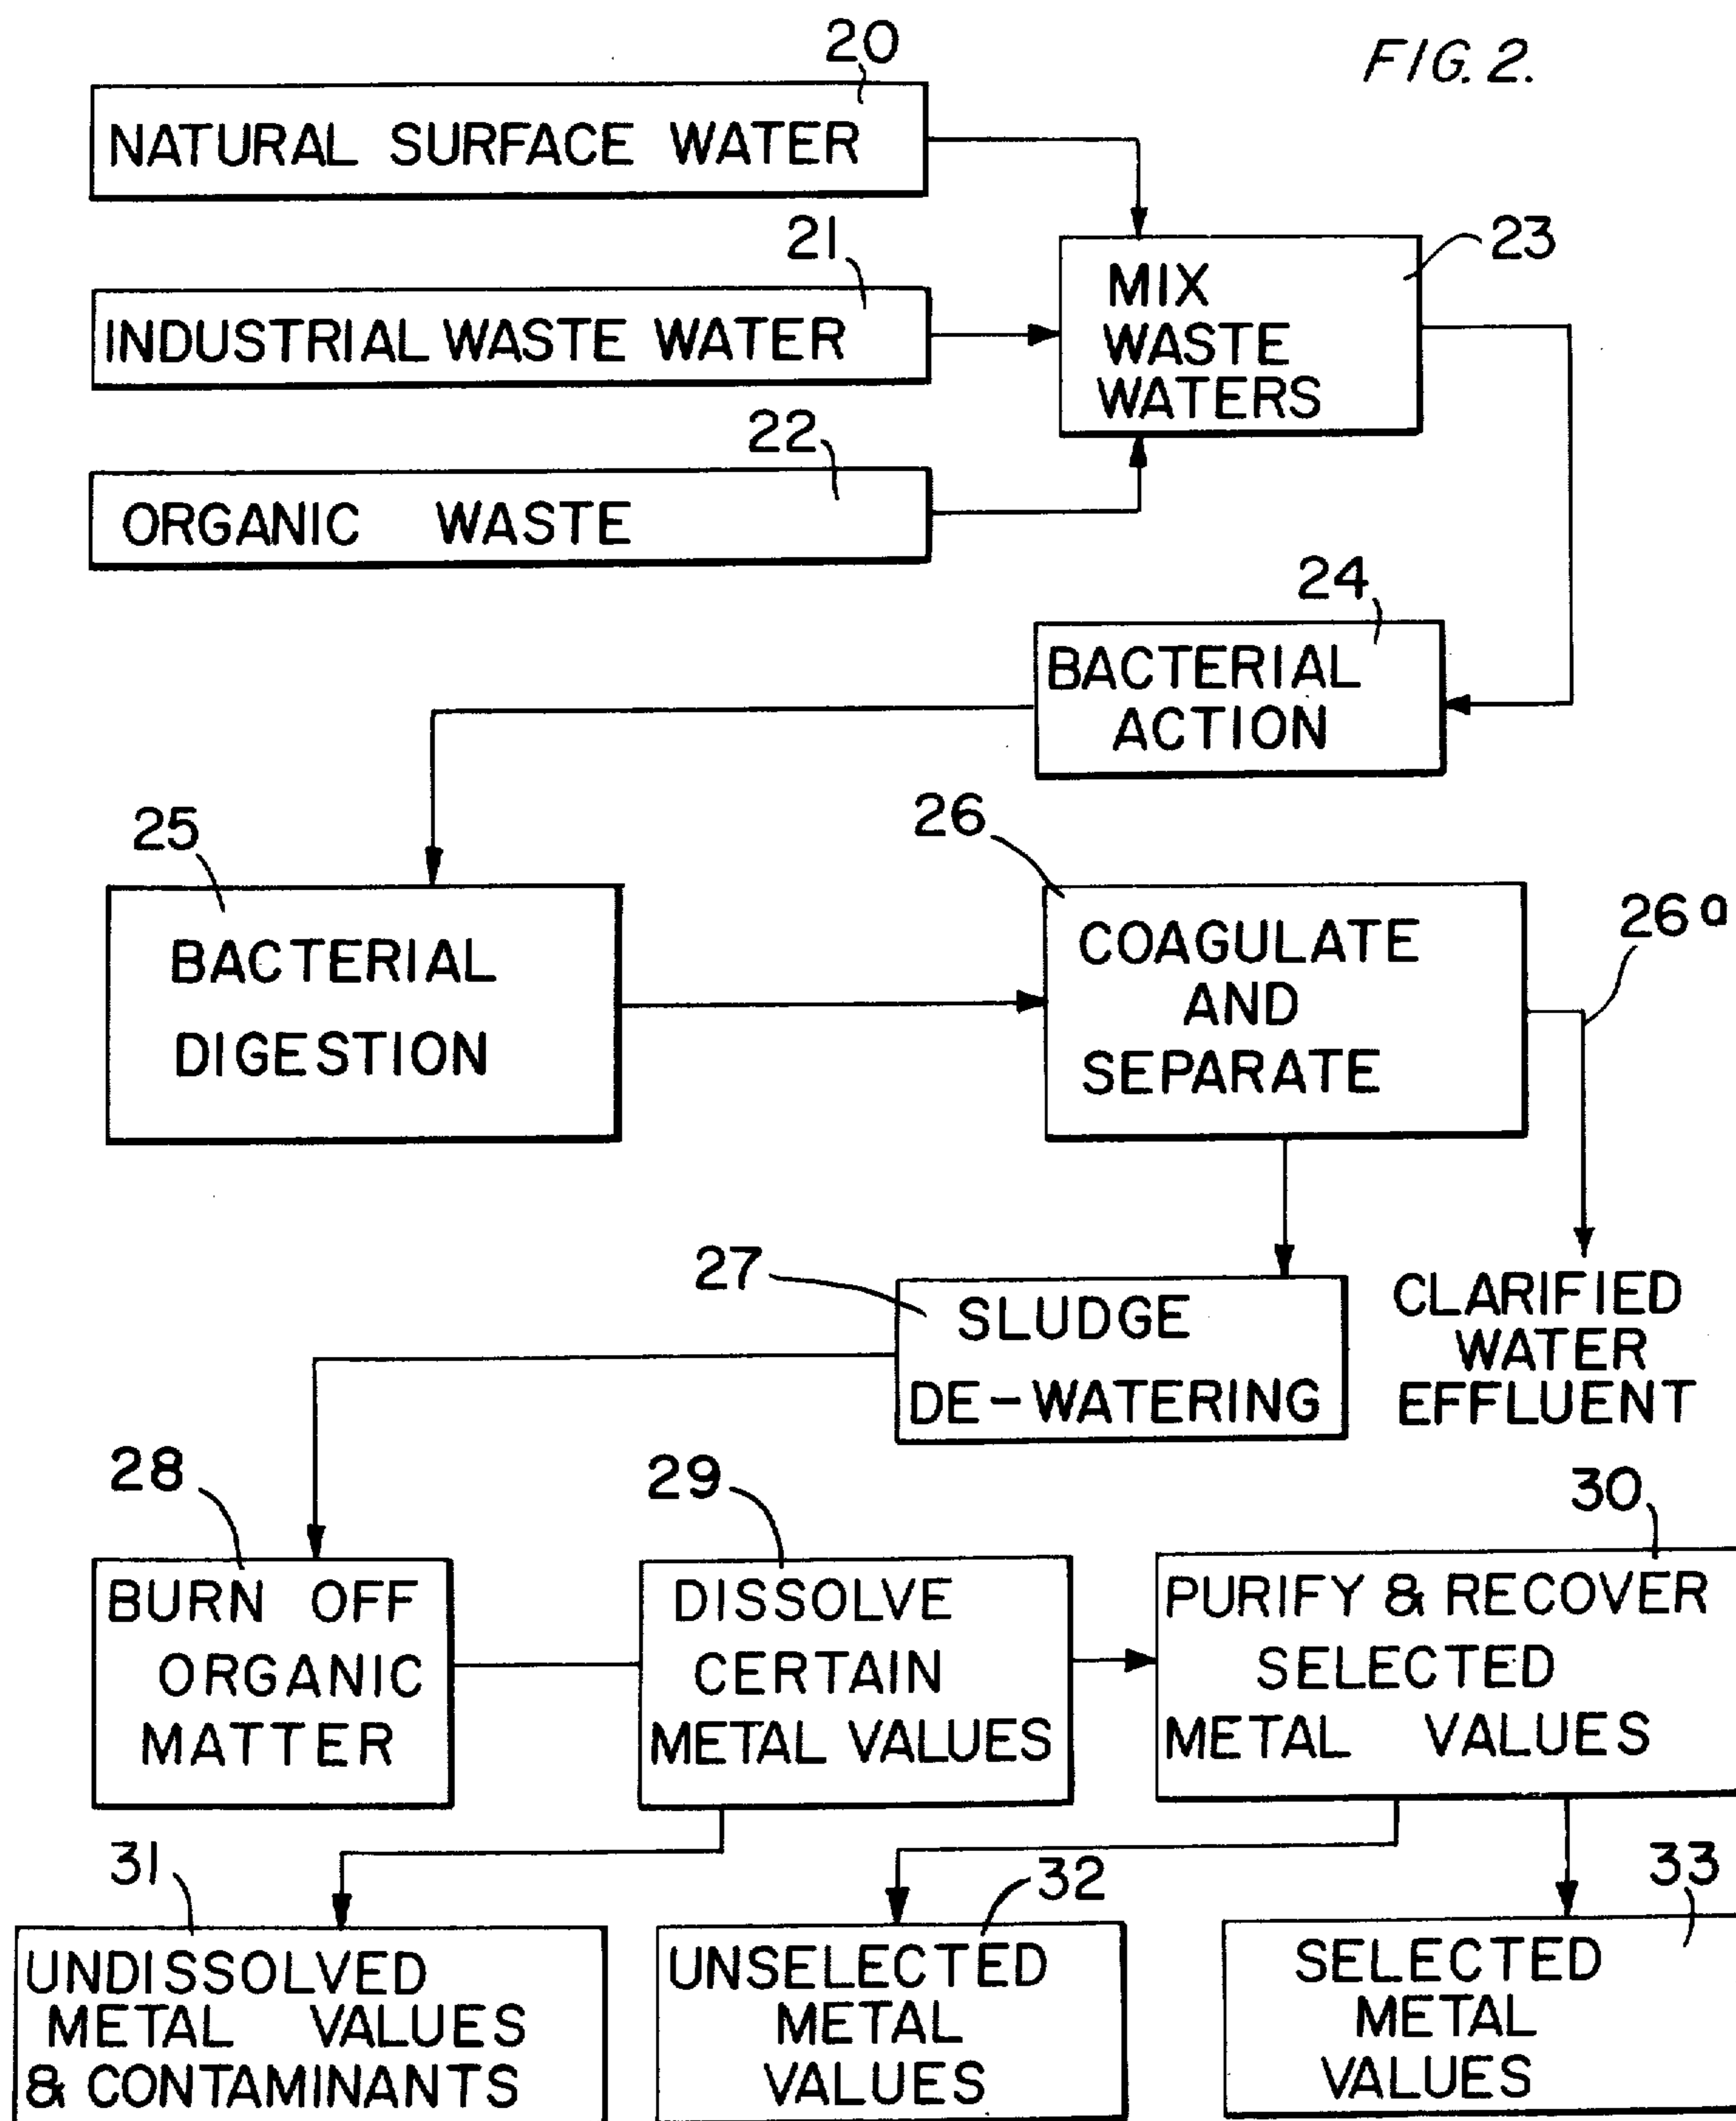 FIG. 2.
20
NATURAL SURFACE WATER
21
INDUSTRIAL WASTE WATER
22
ORGANIC WASTE
23
MIX
WASTE
WATERS
24
BACTERIAL
ACTION
25
BACTERIAL
DIGESTION
26
COAGULATE
AND
SEPARATE
26a
CLARIFIED
WATER
EFFLUENT
27
SLUDGE
DE-WATERING
28
BURN OFF
ORGANIC
MATTER
29
DISSOLVE
CERTAIN
METAL VALUES
30
PURIFY & RECOVER
SELECTED
METAL VALUES
31
UNDISSOLVED
METAL VALUES
& CONTAMINANTS
32
UNSELECTED
METAL
VALUES
33
SELECTED
METAL
VALUES